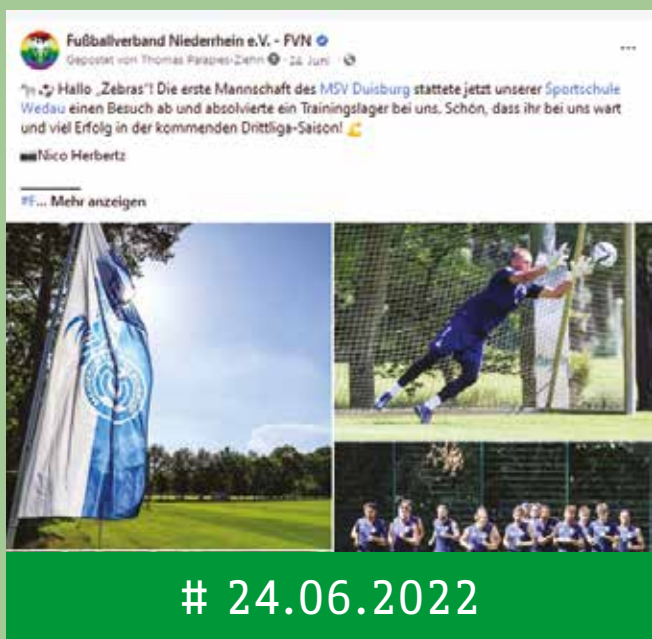 Fußballverband Niederrhein e.V. - FVN
Gepostet von Thomas Parapies-Ziehn · 24. Juni ·
Hallo „Zebras“! Die erste Mannschaft des MSV Duisburg stattete jetzt unserer Sportschule
Wedau einen Besuch ab und absolvierte ein Trainingslager bei uns. Schön, dass ihr bei uns wart
und viel Erfolg in der kommenden Drittliga-Saison!
Nico Herbertz
#F... Mehr anzeigen
# 24.06.2022